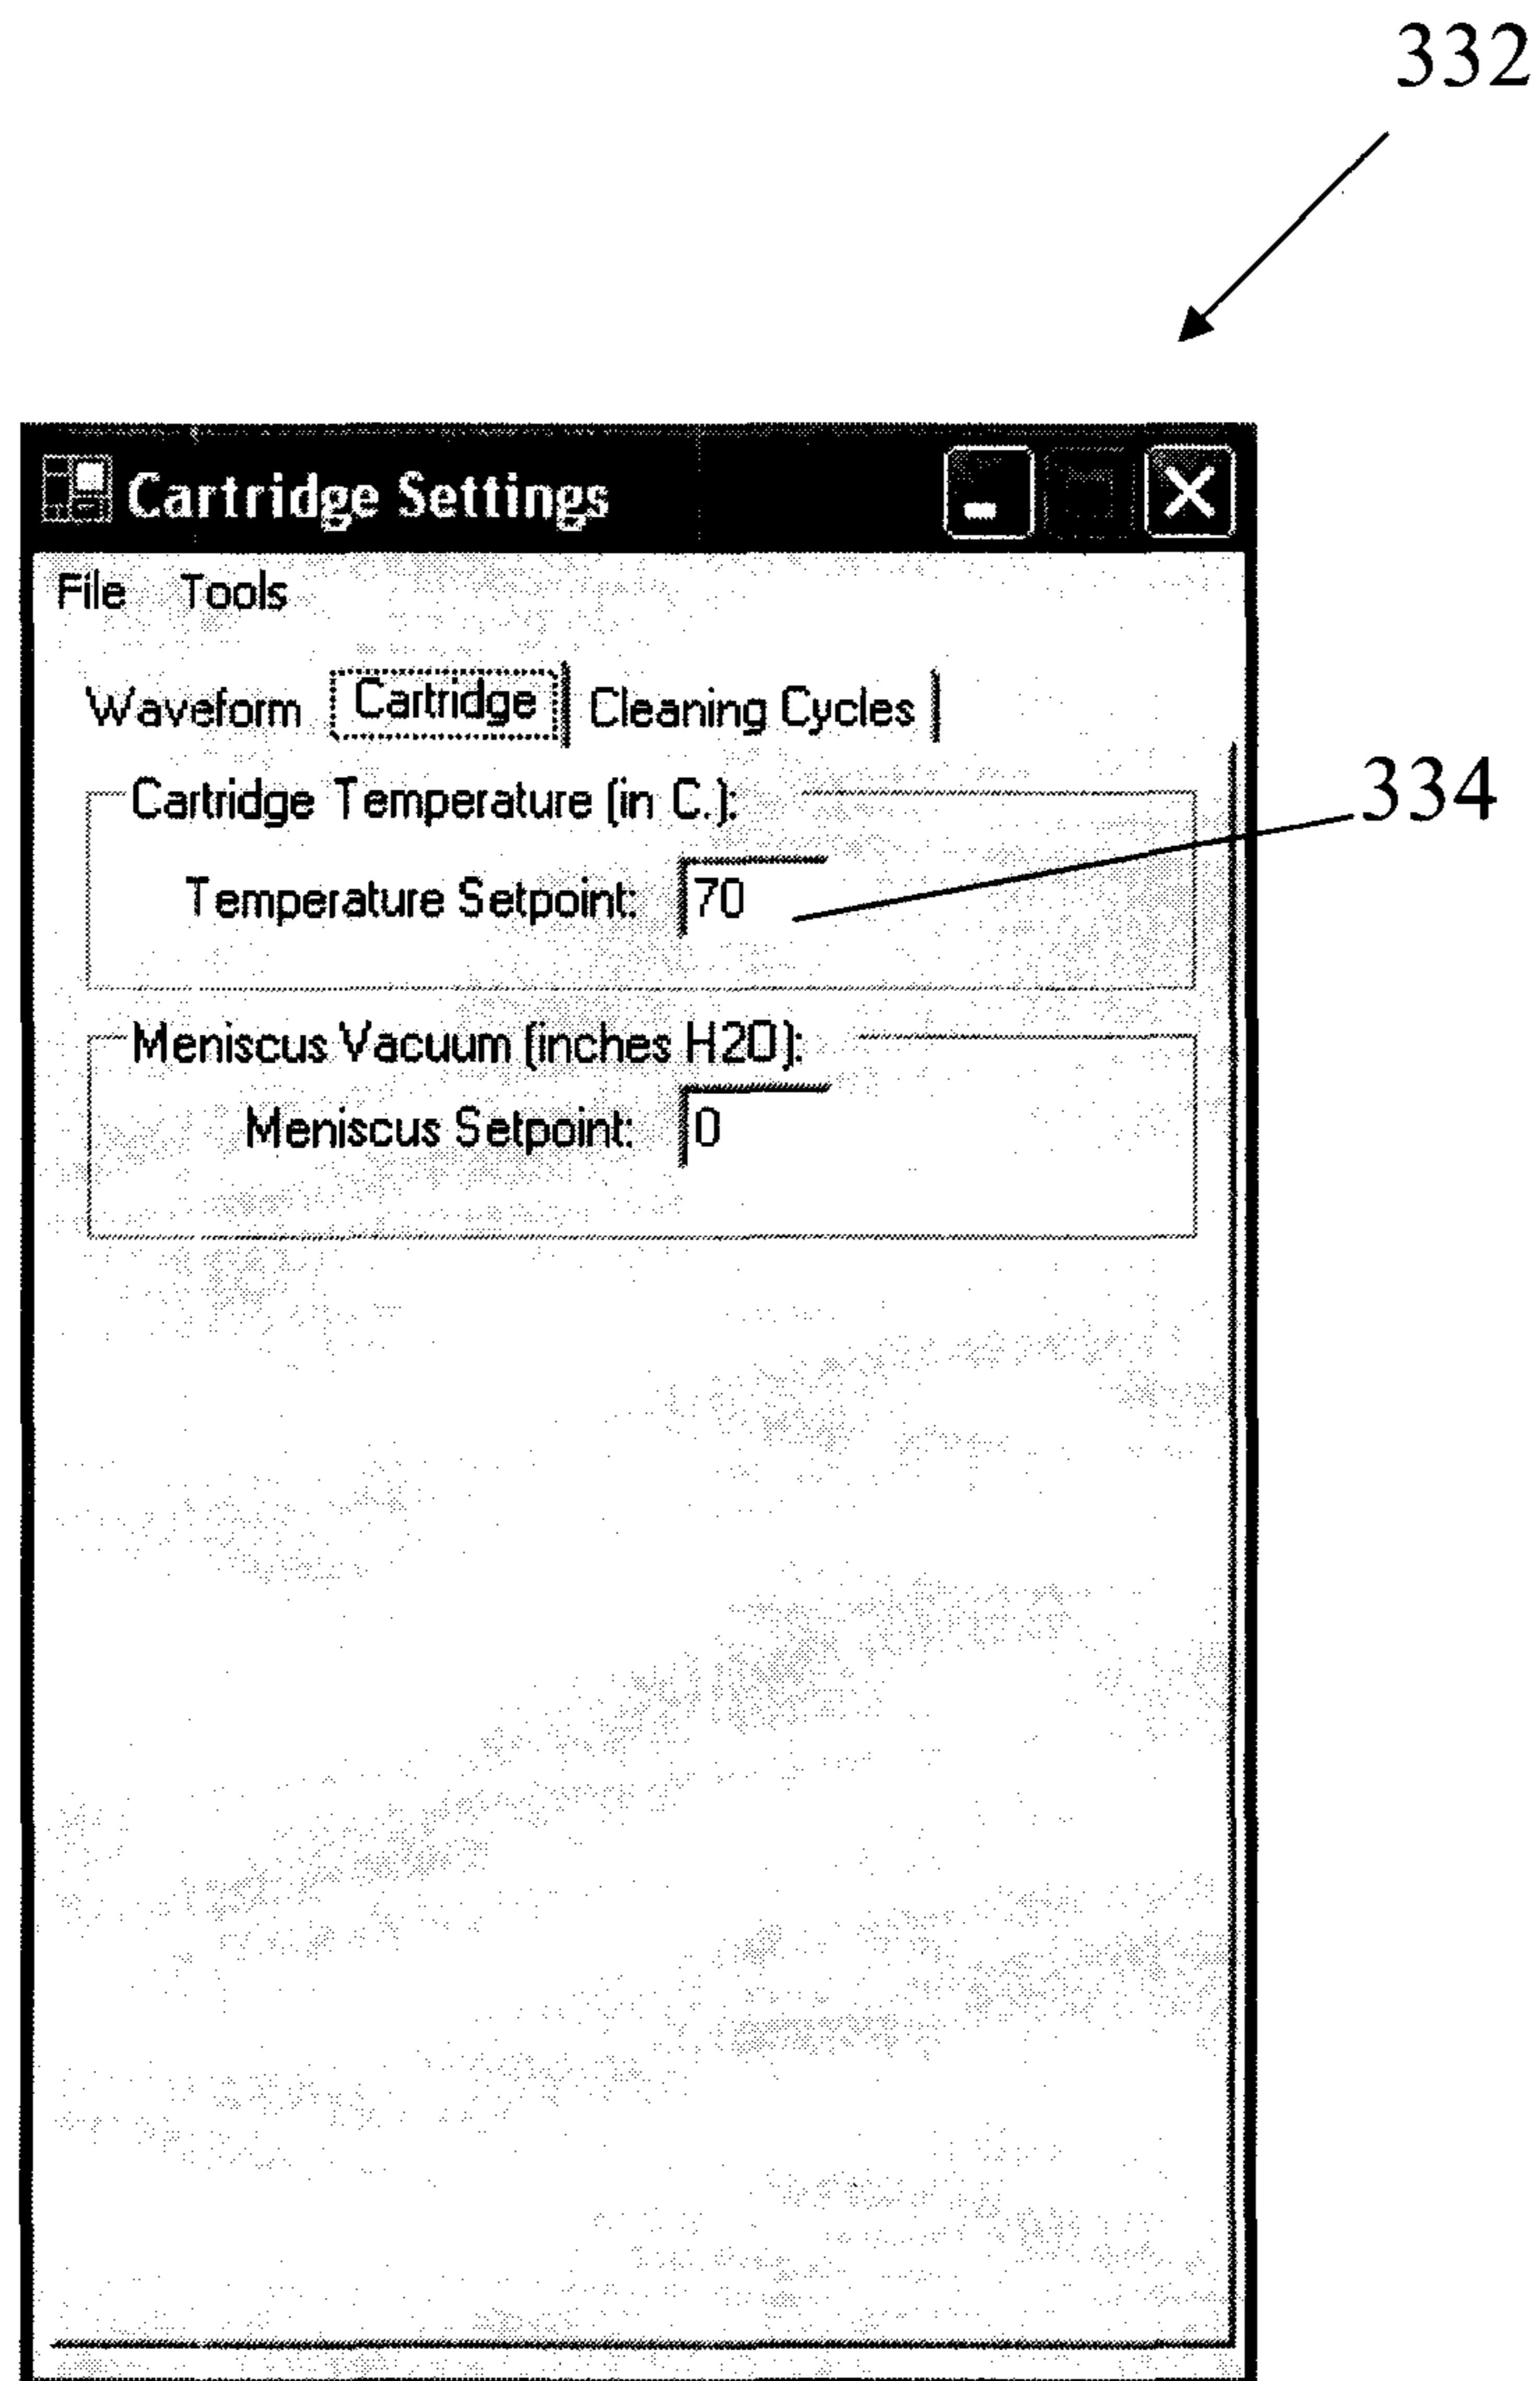 332
Cartridge Settings
File Tools
Waveform Cartridge Cleaning Cycles
Cartridge Temperature (in C.):
334
Temperature Setpoint: 70
Meniscus Vacuum (inches H2O):
Meniscus Setpoint: 0